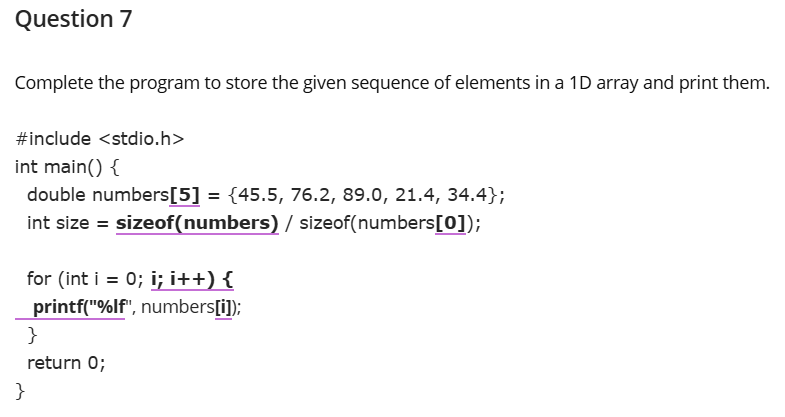 Question 7
Complete the program to store the given sequence of elements in a 1D array and print them.
#include <stdio.h>
int main() {
double numbers[5] = {45.5, 76.2, 89.0, 21.4, 34.4};
int size = sizeof(numbers) / sizeof(numbers[0]);
for (int i = 0; i; i++) {
printf("%lf", numbers[i]);
}
return 0;
}